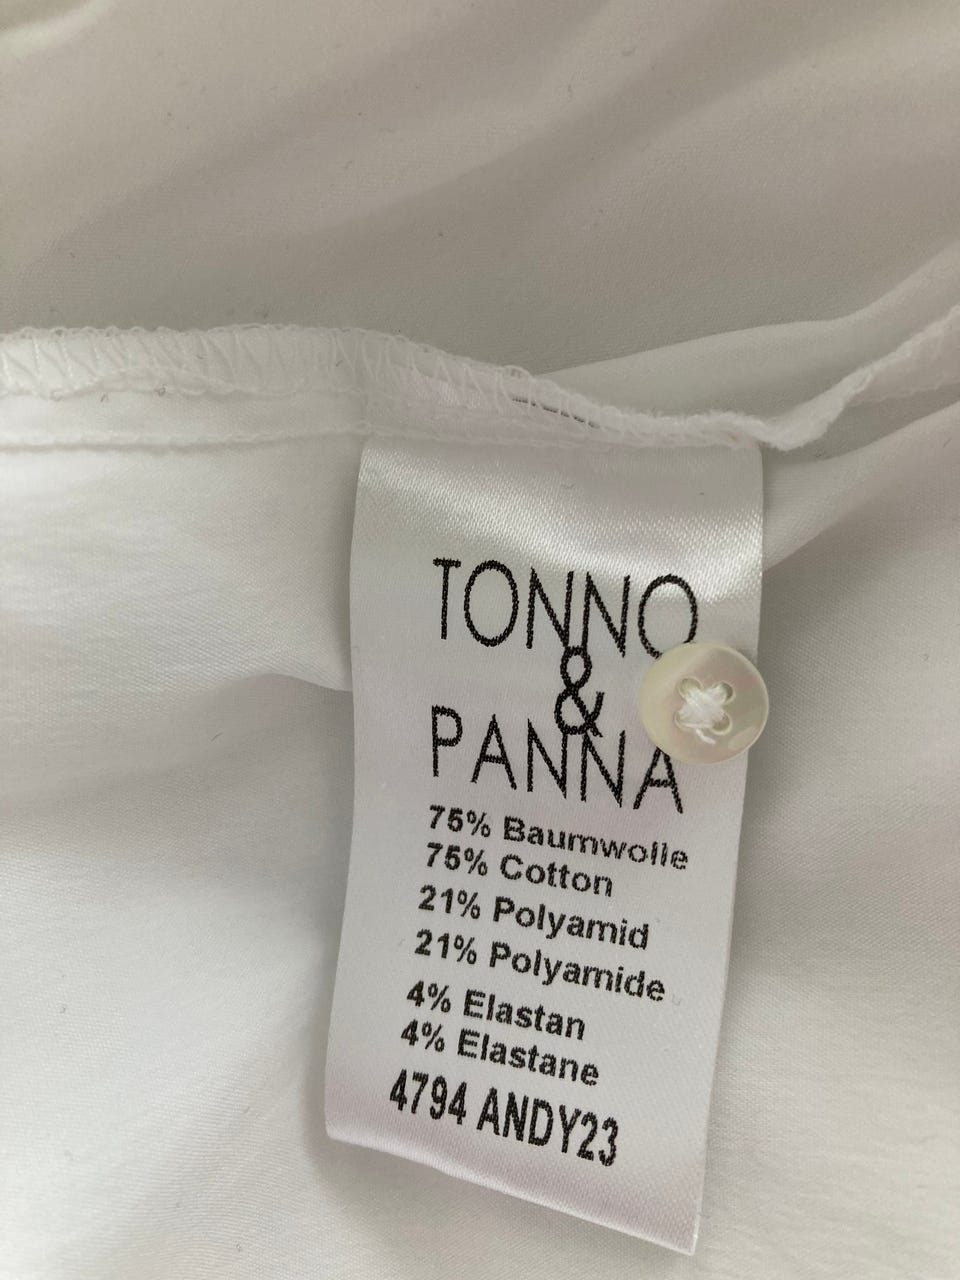 TONNO
&
PANNA
75% Baumwolle
75% Cotton
21% Polyamid
21% Polyamide
4% Elastan
4% Elastane
4794 ANDY23